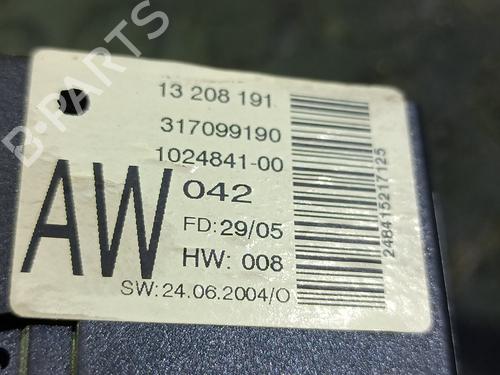 B-PARTS
13 208 191
317099190
1024841-00
AW 042
FD: 29/05
HW: 008
SW: 24.06.2004/O
248415217125